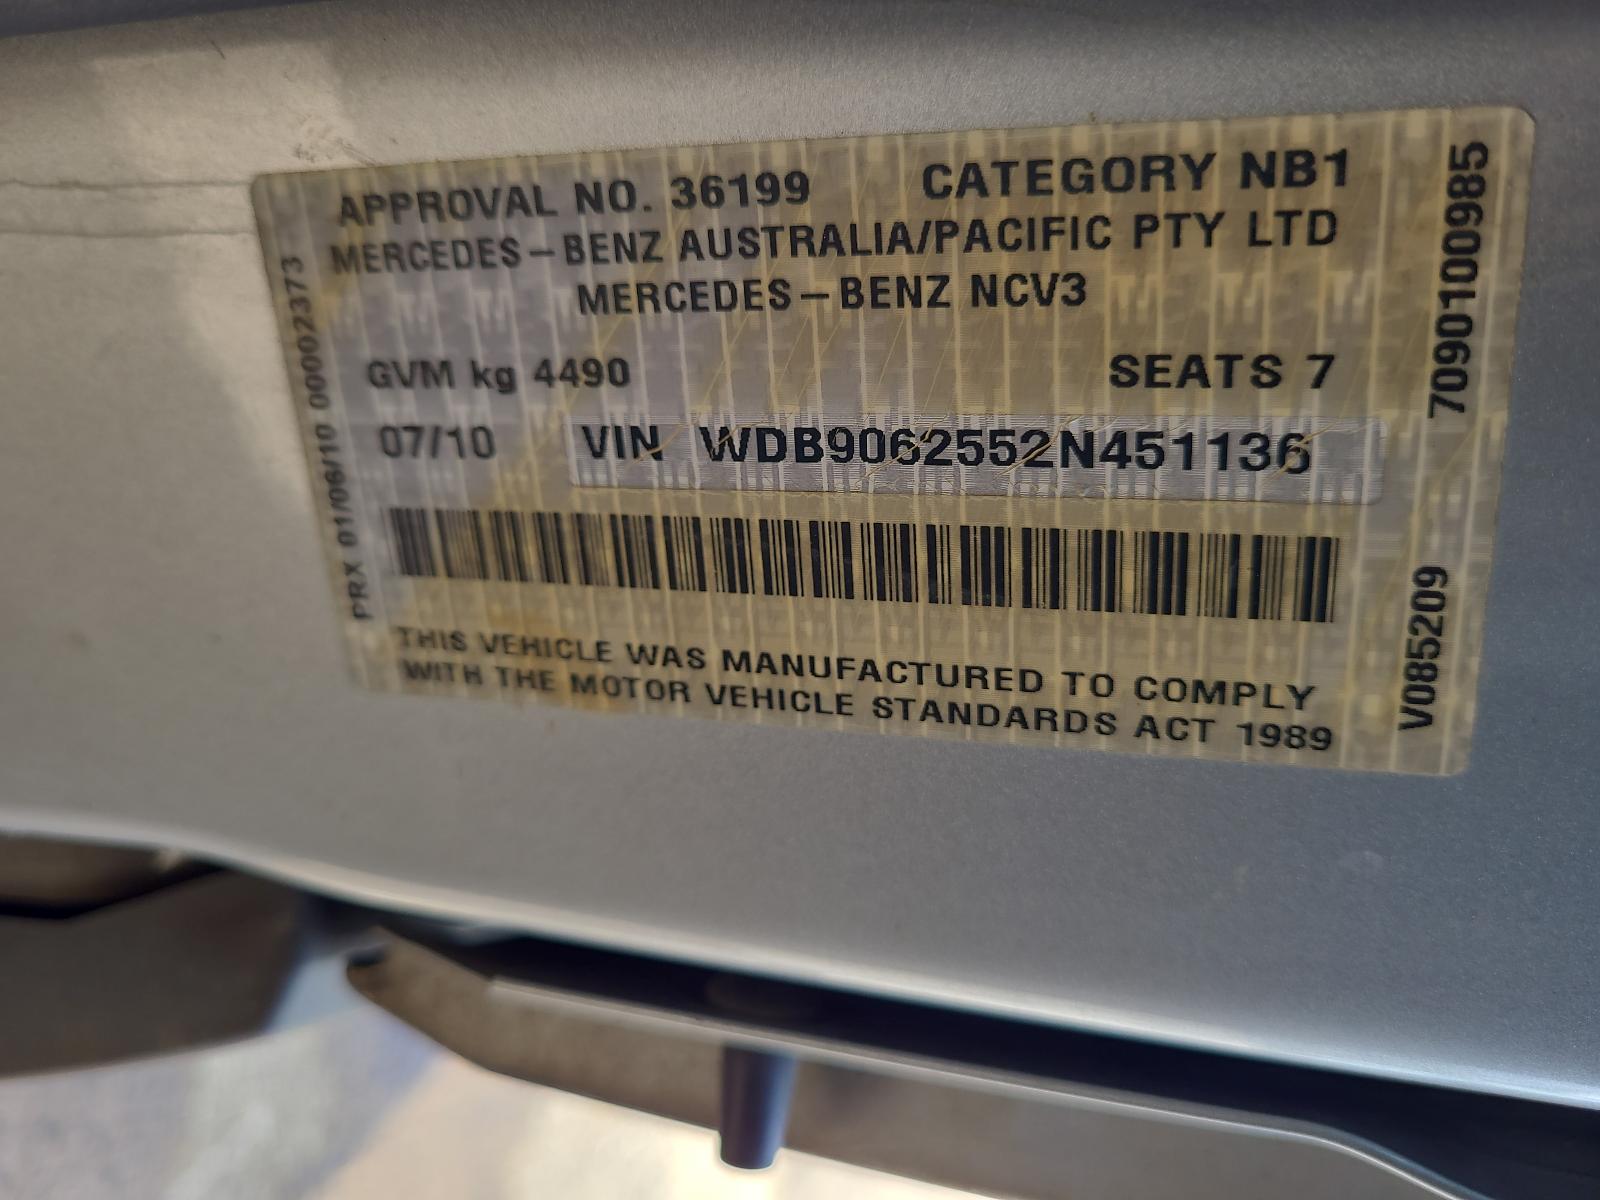 APPROVAL NO. 36199 CATEGORY NB1
MERCEDES-BENZ AUSTRALIA/PACIFIC PTY LTD
MERCEDES-BENZ NCV3
GVM kg 4490 SEATS 7
07/10 VIN WDB9062552N451136
THIS VEHICLE WAS MANUFACTURED TO COMPLY
WITH THE MOTOR VEHICLE STANDARDS ACT 1989
PRX 01/06/10 000002373
V085209 7090100985